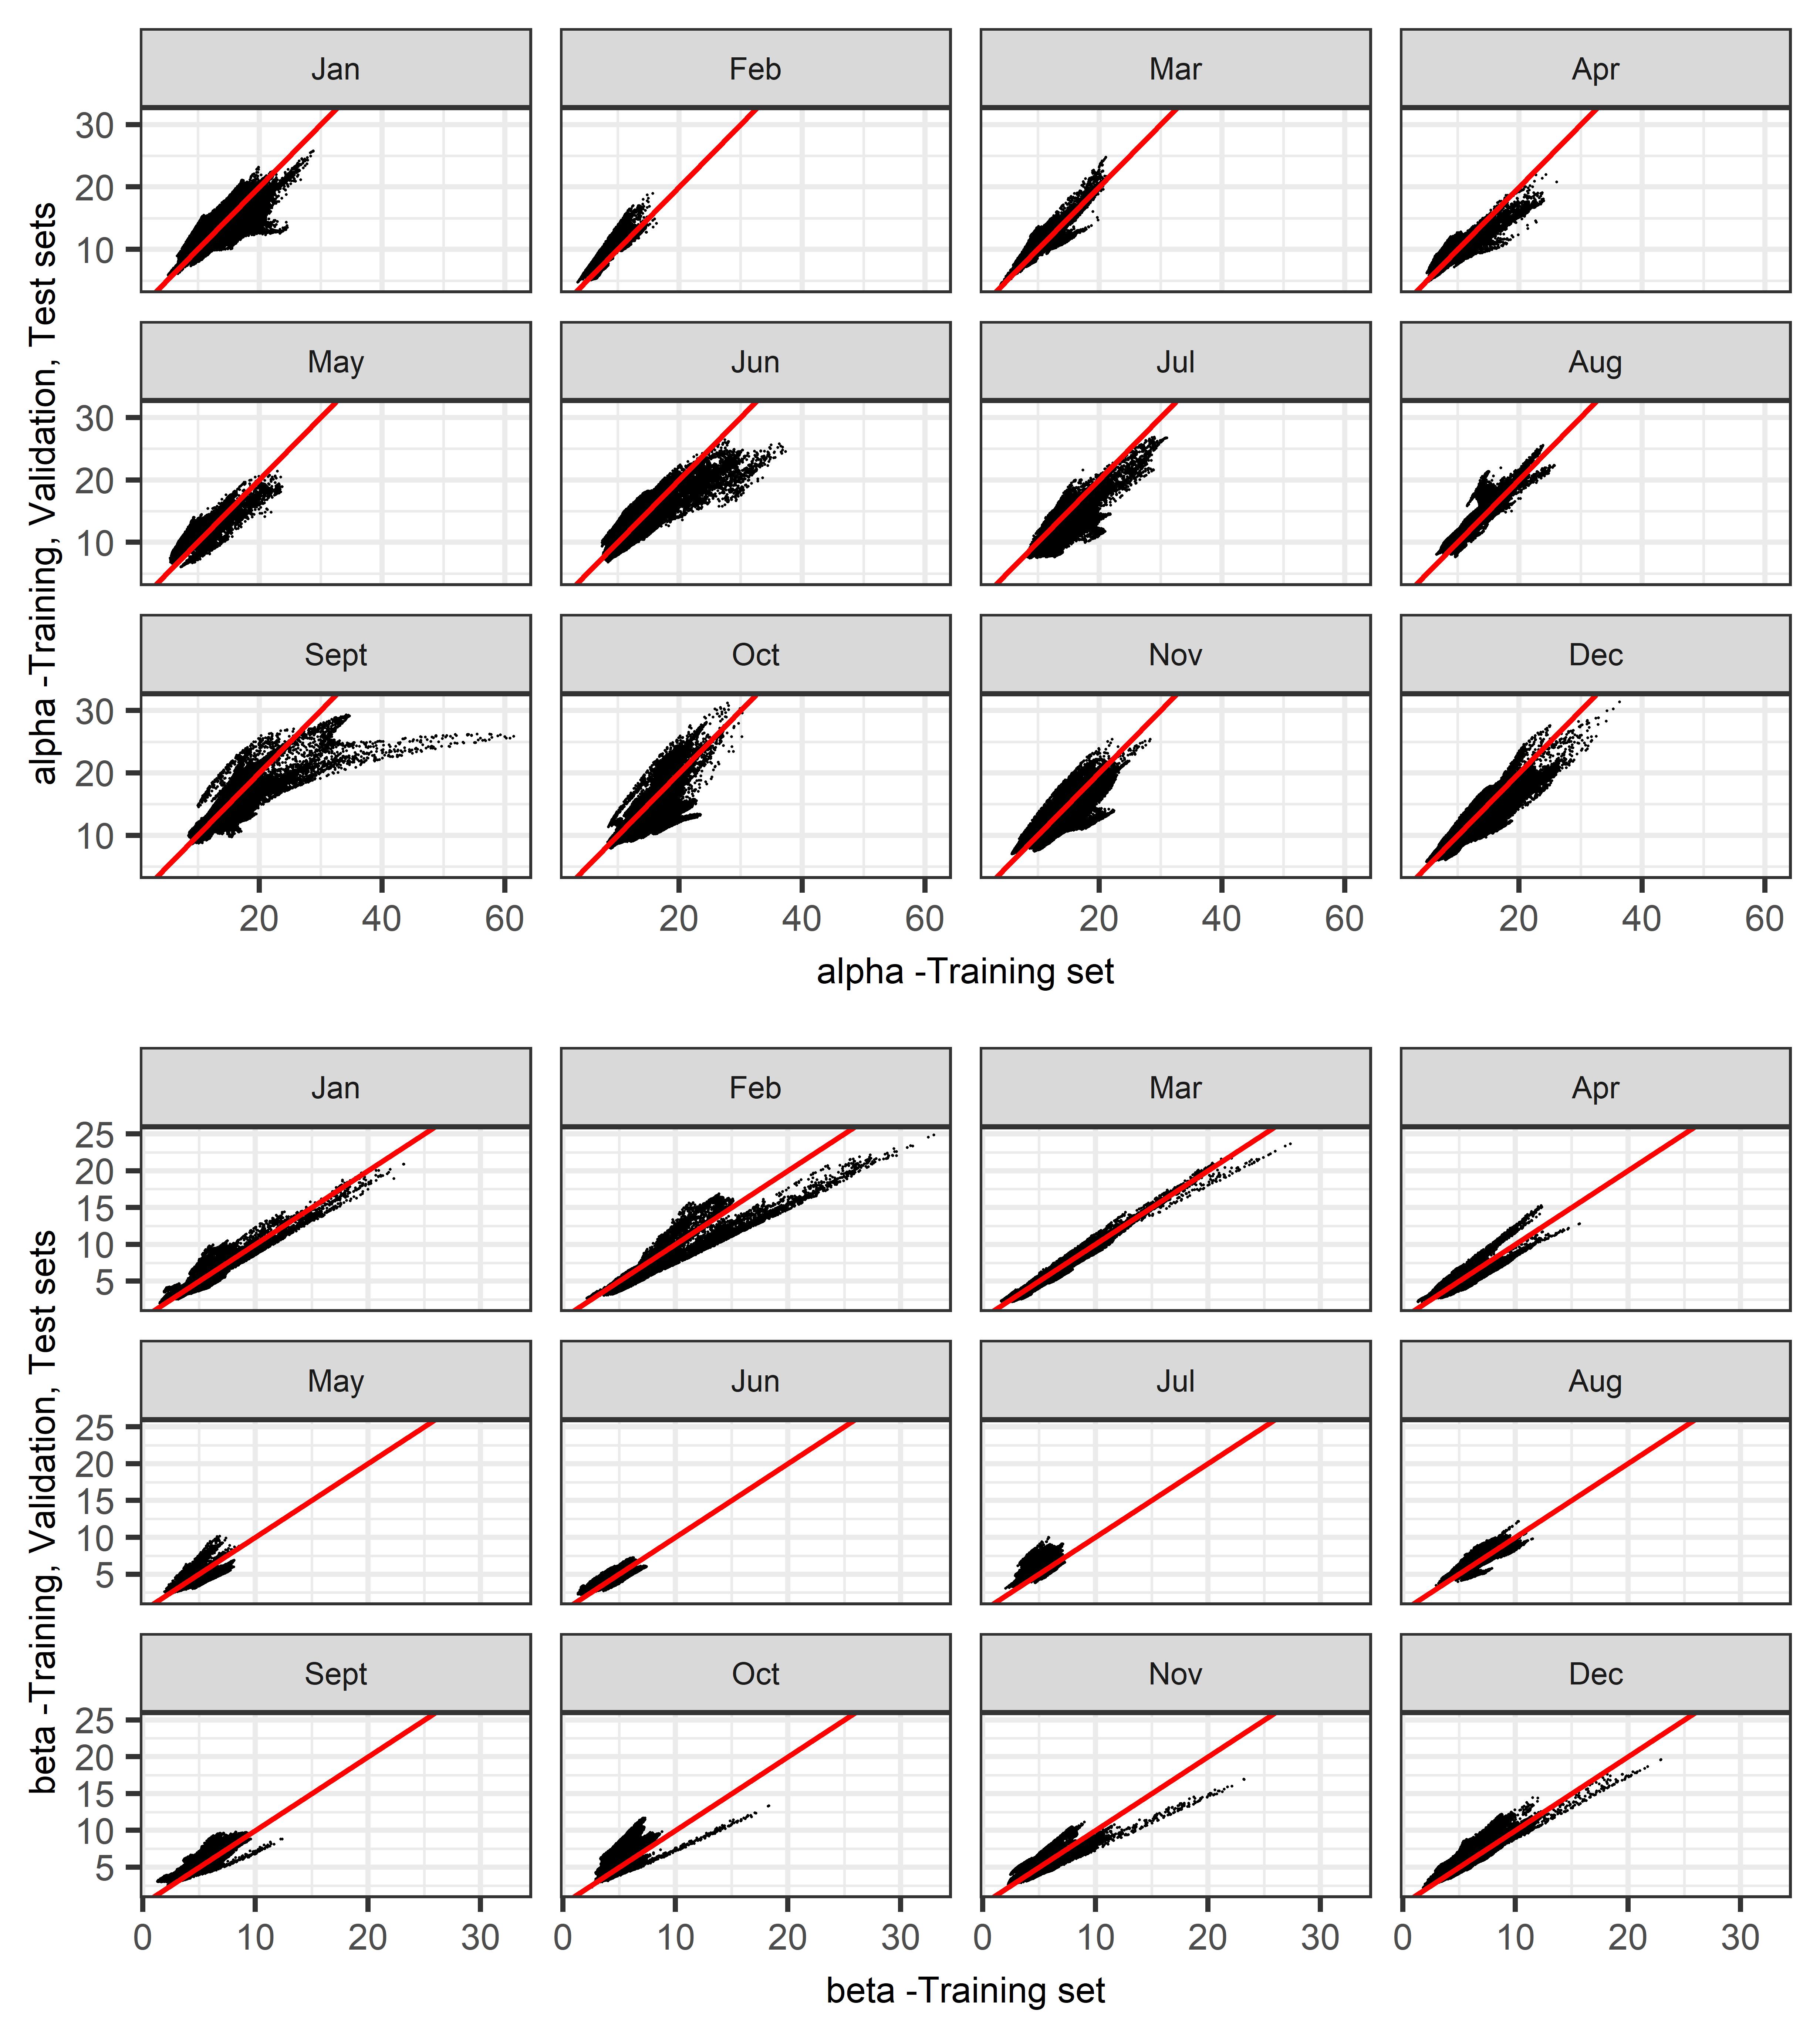 Jan Feb Mar Apr
30
20
10
May Jun Jul Aug
30
20
10
Sept Oct Nov Dec
30
20
10
20 40 60 20 40 60 20 40 60 20 40 60
alpha -Training set
alpha -Training, Validation, Test sets
Jan Feb Mar Apr
25
20
15
10
5
May Jun Jul Aug
25
20
15
10
5
Sept Oct Nov Dec
25
20
15
10
5
0 10 20 30 0 10 20 30 0 10 20 30 0 10 20 30
beta -Training set
beta -Training, Validation, Test sets